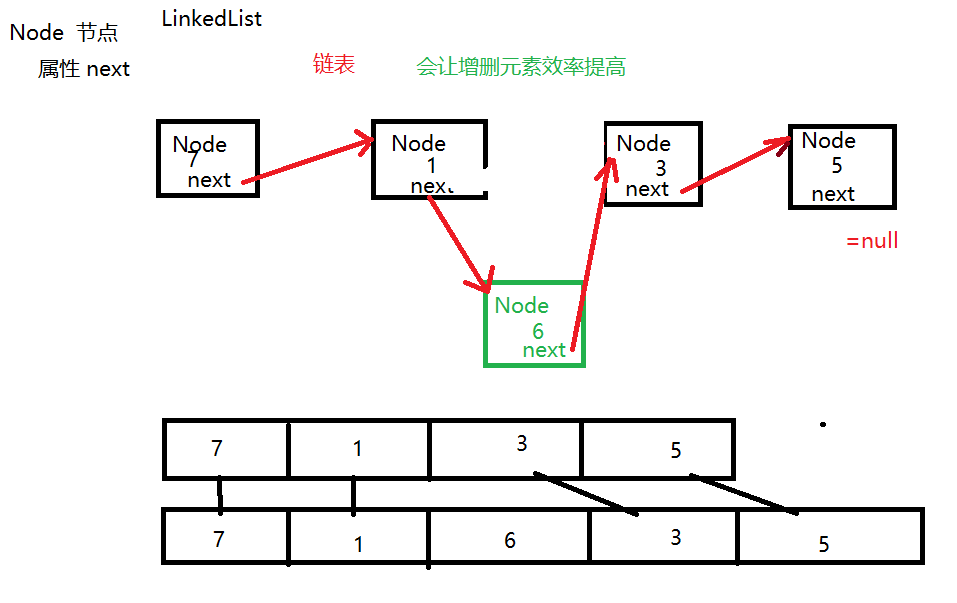 LinkedList
Node 节点
属性 next
链表
会让增删元素效率提高
Node
7
next
Node
1
next
Node
3
next
Node
5
next
=null
Node
6
next
7 1 3 5
7 1 6 3 5